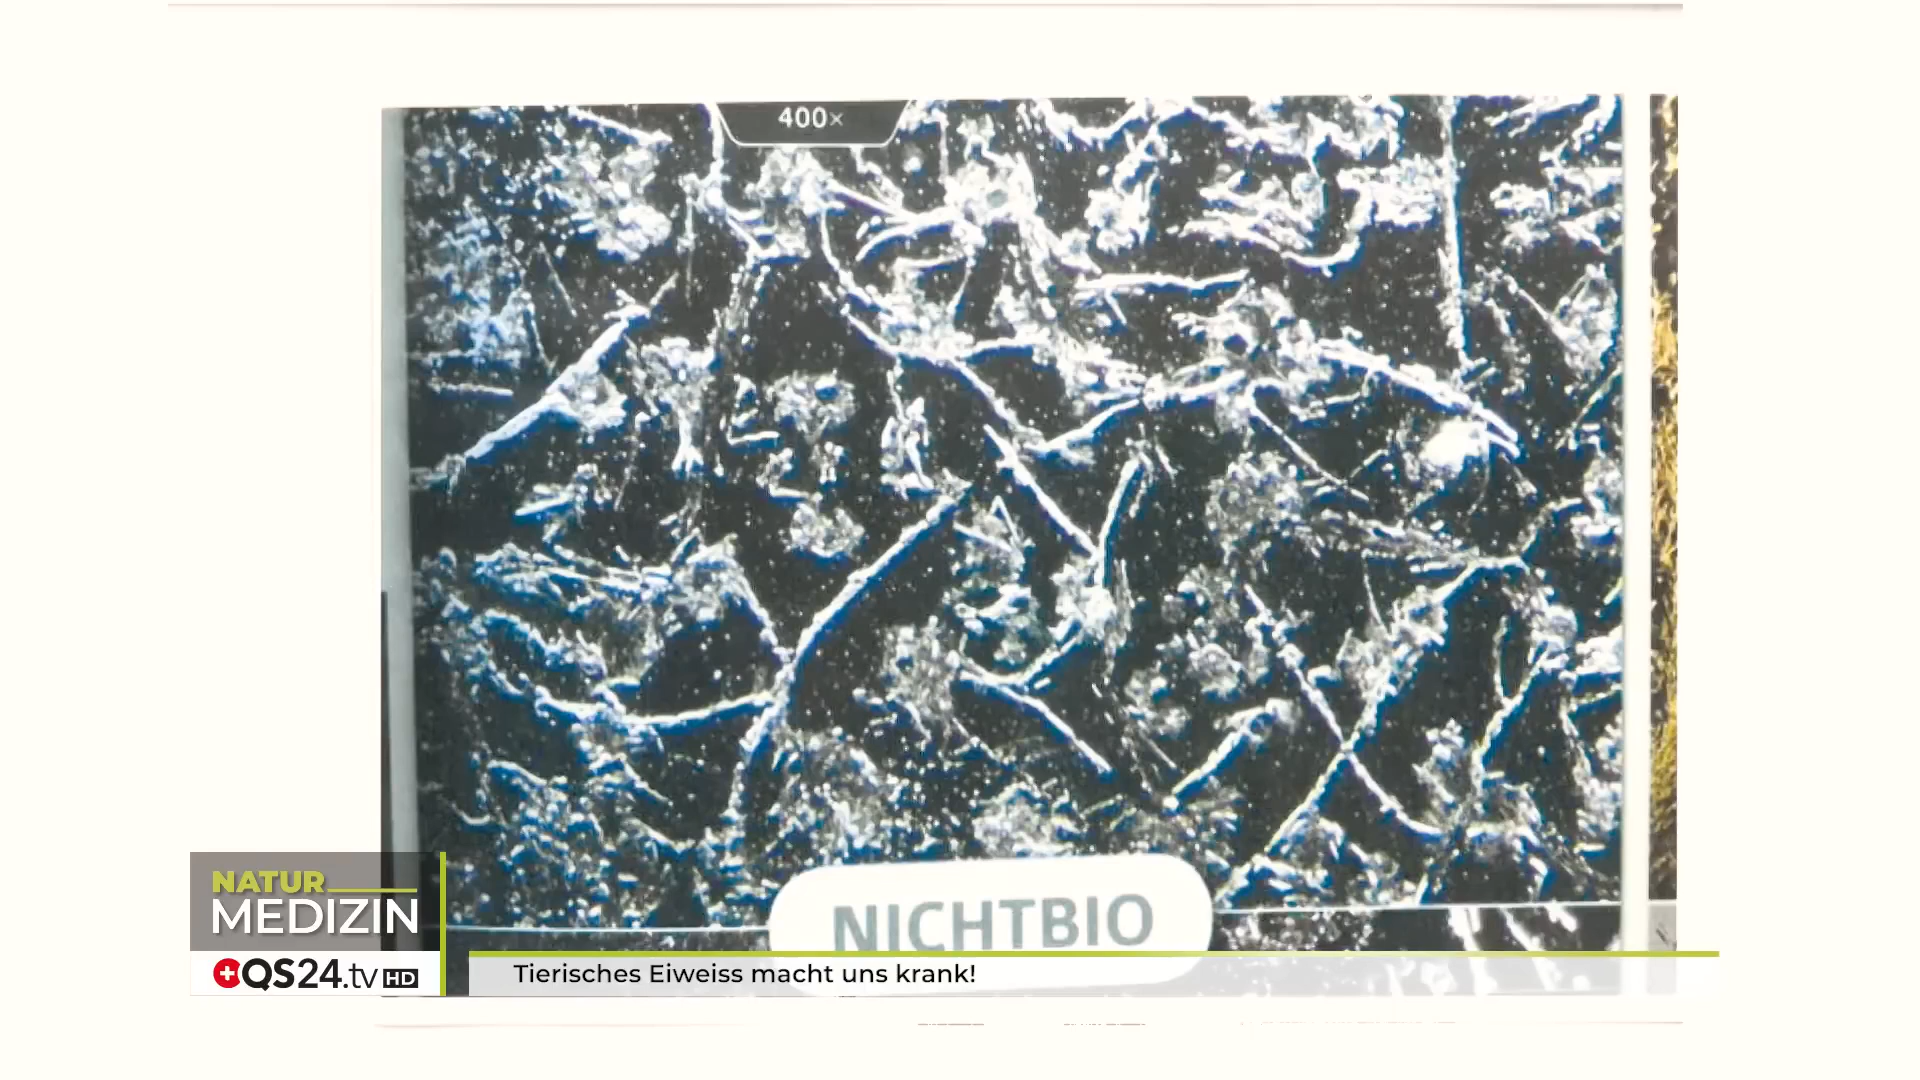 400×
NICHTBIO
NATUR
MEDIZIN
QS24.tv HD
Tierisches Eiweiss macht uns krank!